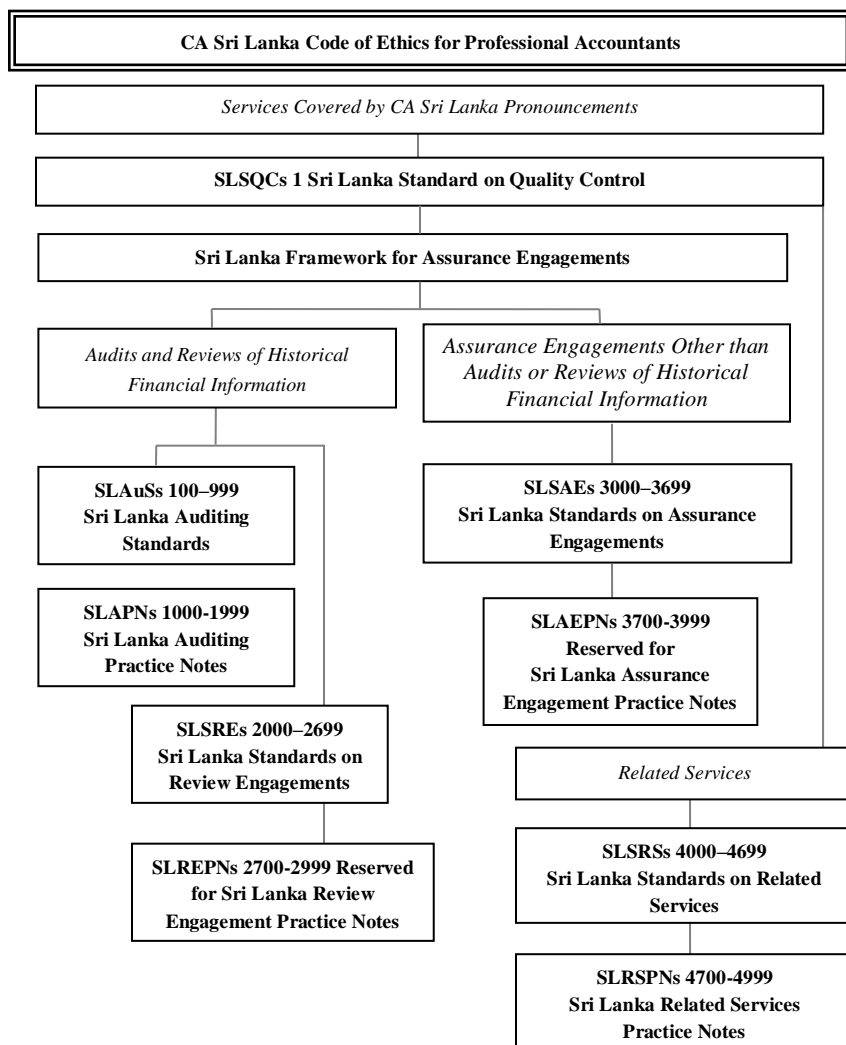 CA Sri Lanka Code of Ethics for Professional Accountants
Services Covered by CA Sri Lanka Pronouncements
SLSQCs 1 Sri Lanka Standard on Quality Control
Sri Lanka Framework for Assurance Engagements
Audits and Reviews of Historical
Financial Information
Assurance Engagements Other than
Audits or Reviews of Historical
Financial Information
SLAuSs 100–999
Sri Lanka Auditing
Standards
SLSAEs 3000–3699
Sri Lanka Standards on Assurance
Engagements
SLAPNs 1000-1999
Sri Lanka Auditing
Practice Notes
SLAEPNs 3700-3999
Reserved for
Sri Lanka Assurance
Engagement Practice Notes
SLSREs 2000–2699
Sri Lanka Standards on
Review Engagements
Related Services
SLREPNs 2700-2999 Reserved
for Sri Lanka Review
Engagement Practice Notes
SLSRSs 4000–4699
Sri Lanka Standards on Related
Services
SLRSPNs 4700-4999
Sri Lanka Related Services
Practice Notes